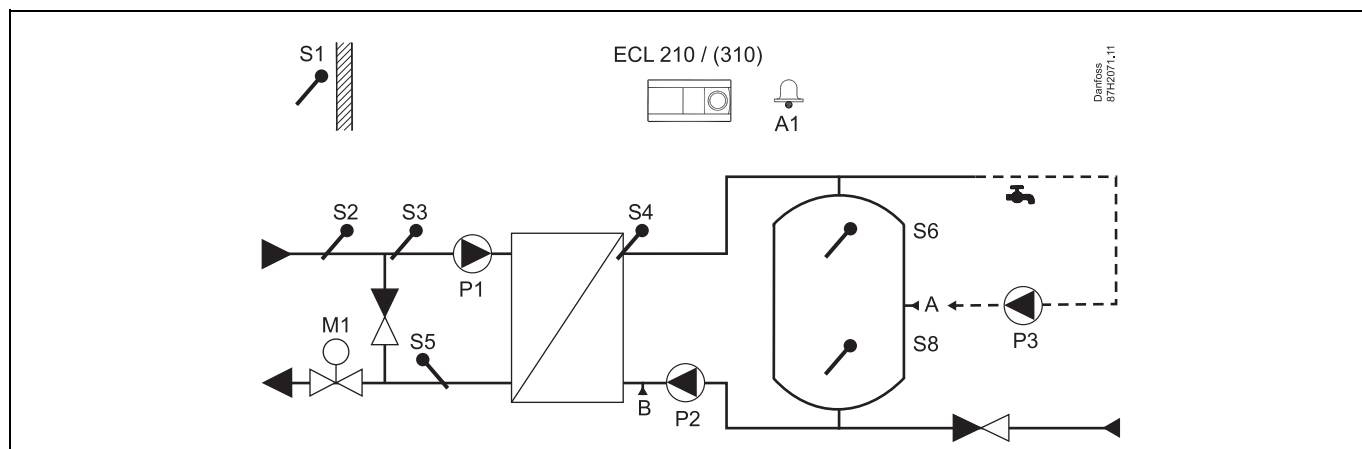 S1
ECL 210 / (310)
A1
Danfoss
87H2071.11
S2
S3
S4
S6
P1
A
P3
M1
S5
S8
B
P2